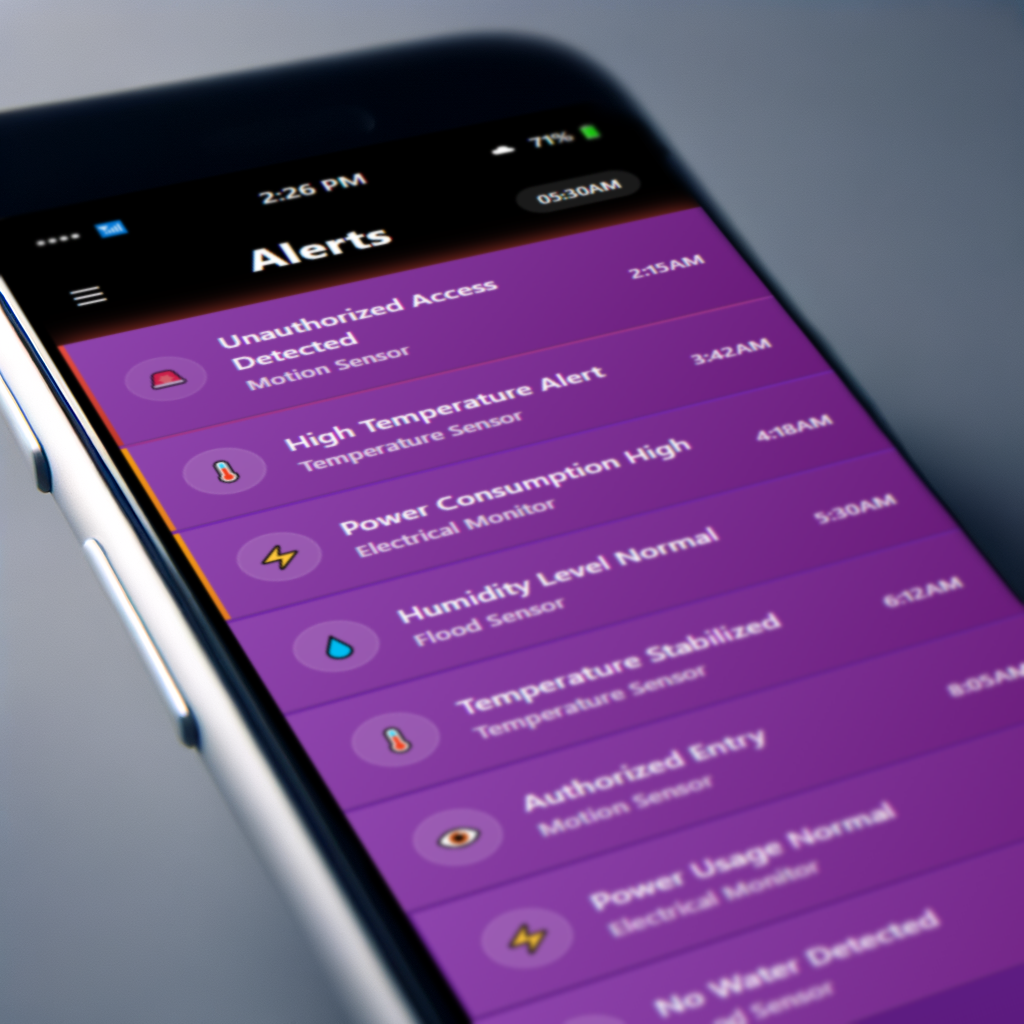 2:26 PM
71%
Alerts
05:30AM
Unauthorized Access
Detected
Motion Sensor
2:15AM
High Temperature Alert
Temperature Sensor
3:42AM
Power Consumption High
Electrical Monitor
4:18AM
Humidity Level Normal
Flood Sensor
5:30AM
Temperature Stabilized
Temperature Sensor
6:12AM
Authorized Entry
Motion Sensor
8:05AM
Power Usage Normal
Electrical Monitor
No Water Detected
Sensor